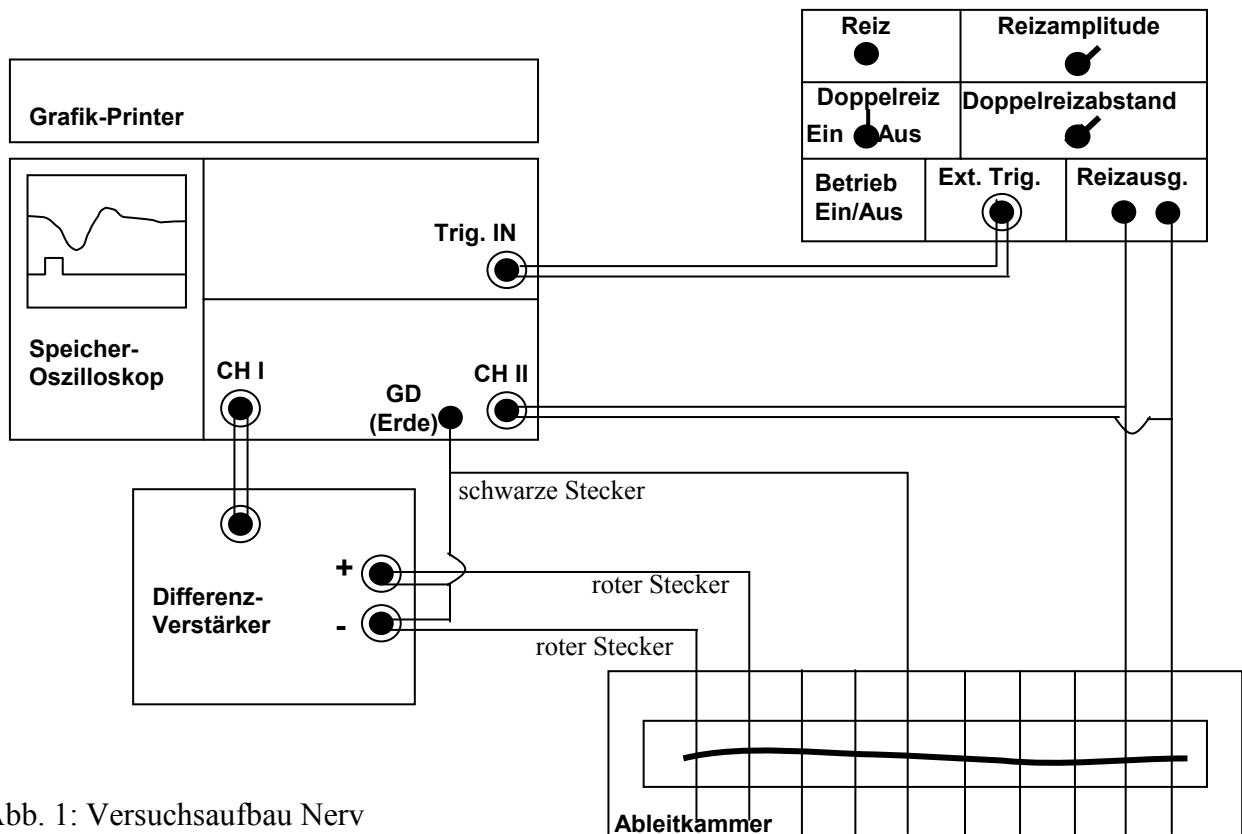 Reiz
Reizamplitude
Doppelreiz
Doppelreizabstand
Ein
Aus
Betrieb
Ein/Aus
Ext. Trig.
Reizausg.
Grafik-Printer
Trig. IN
Speicher-
Oszilloskop
CH I
GD
(Erde)
CH II
schwarze Stecker
+
-
Differenz-
Verstärker
roter Stecker
roter Stecker
Ableitkammer
Abb. 1: Versuchsaufbau Nerv